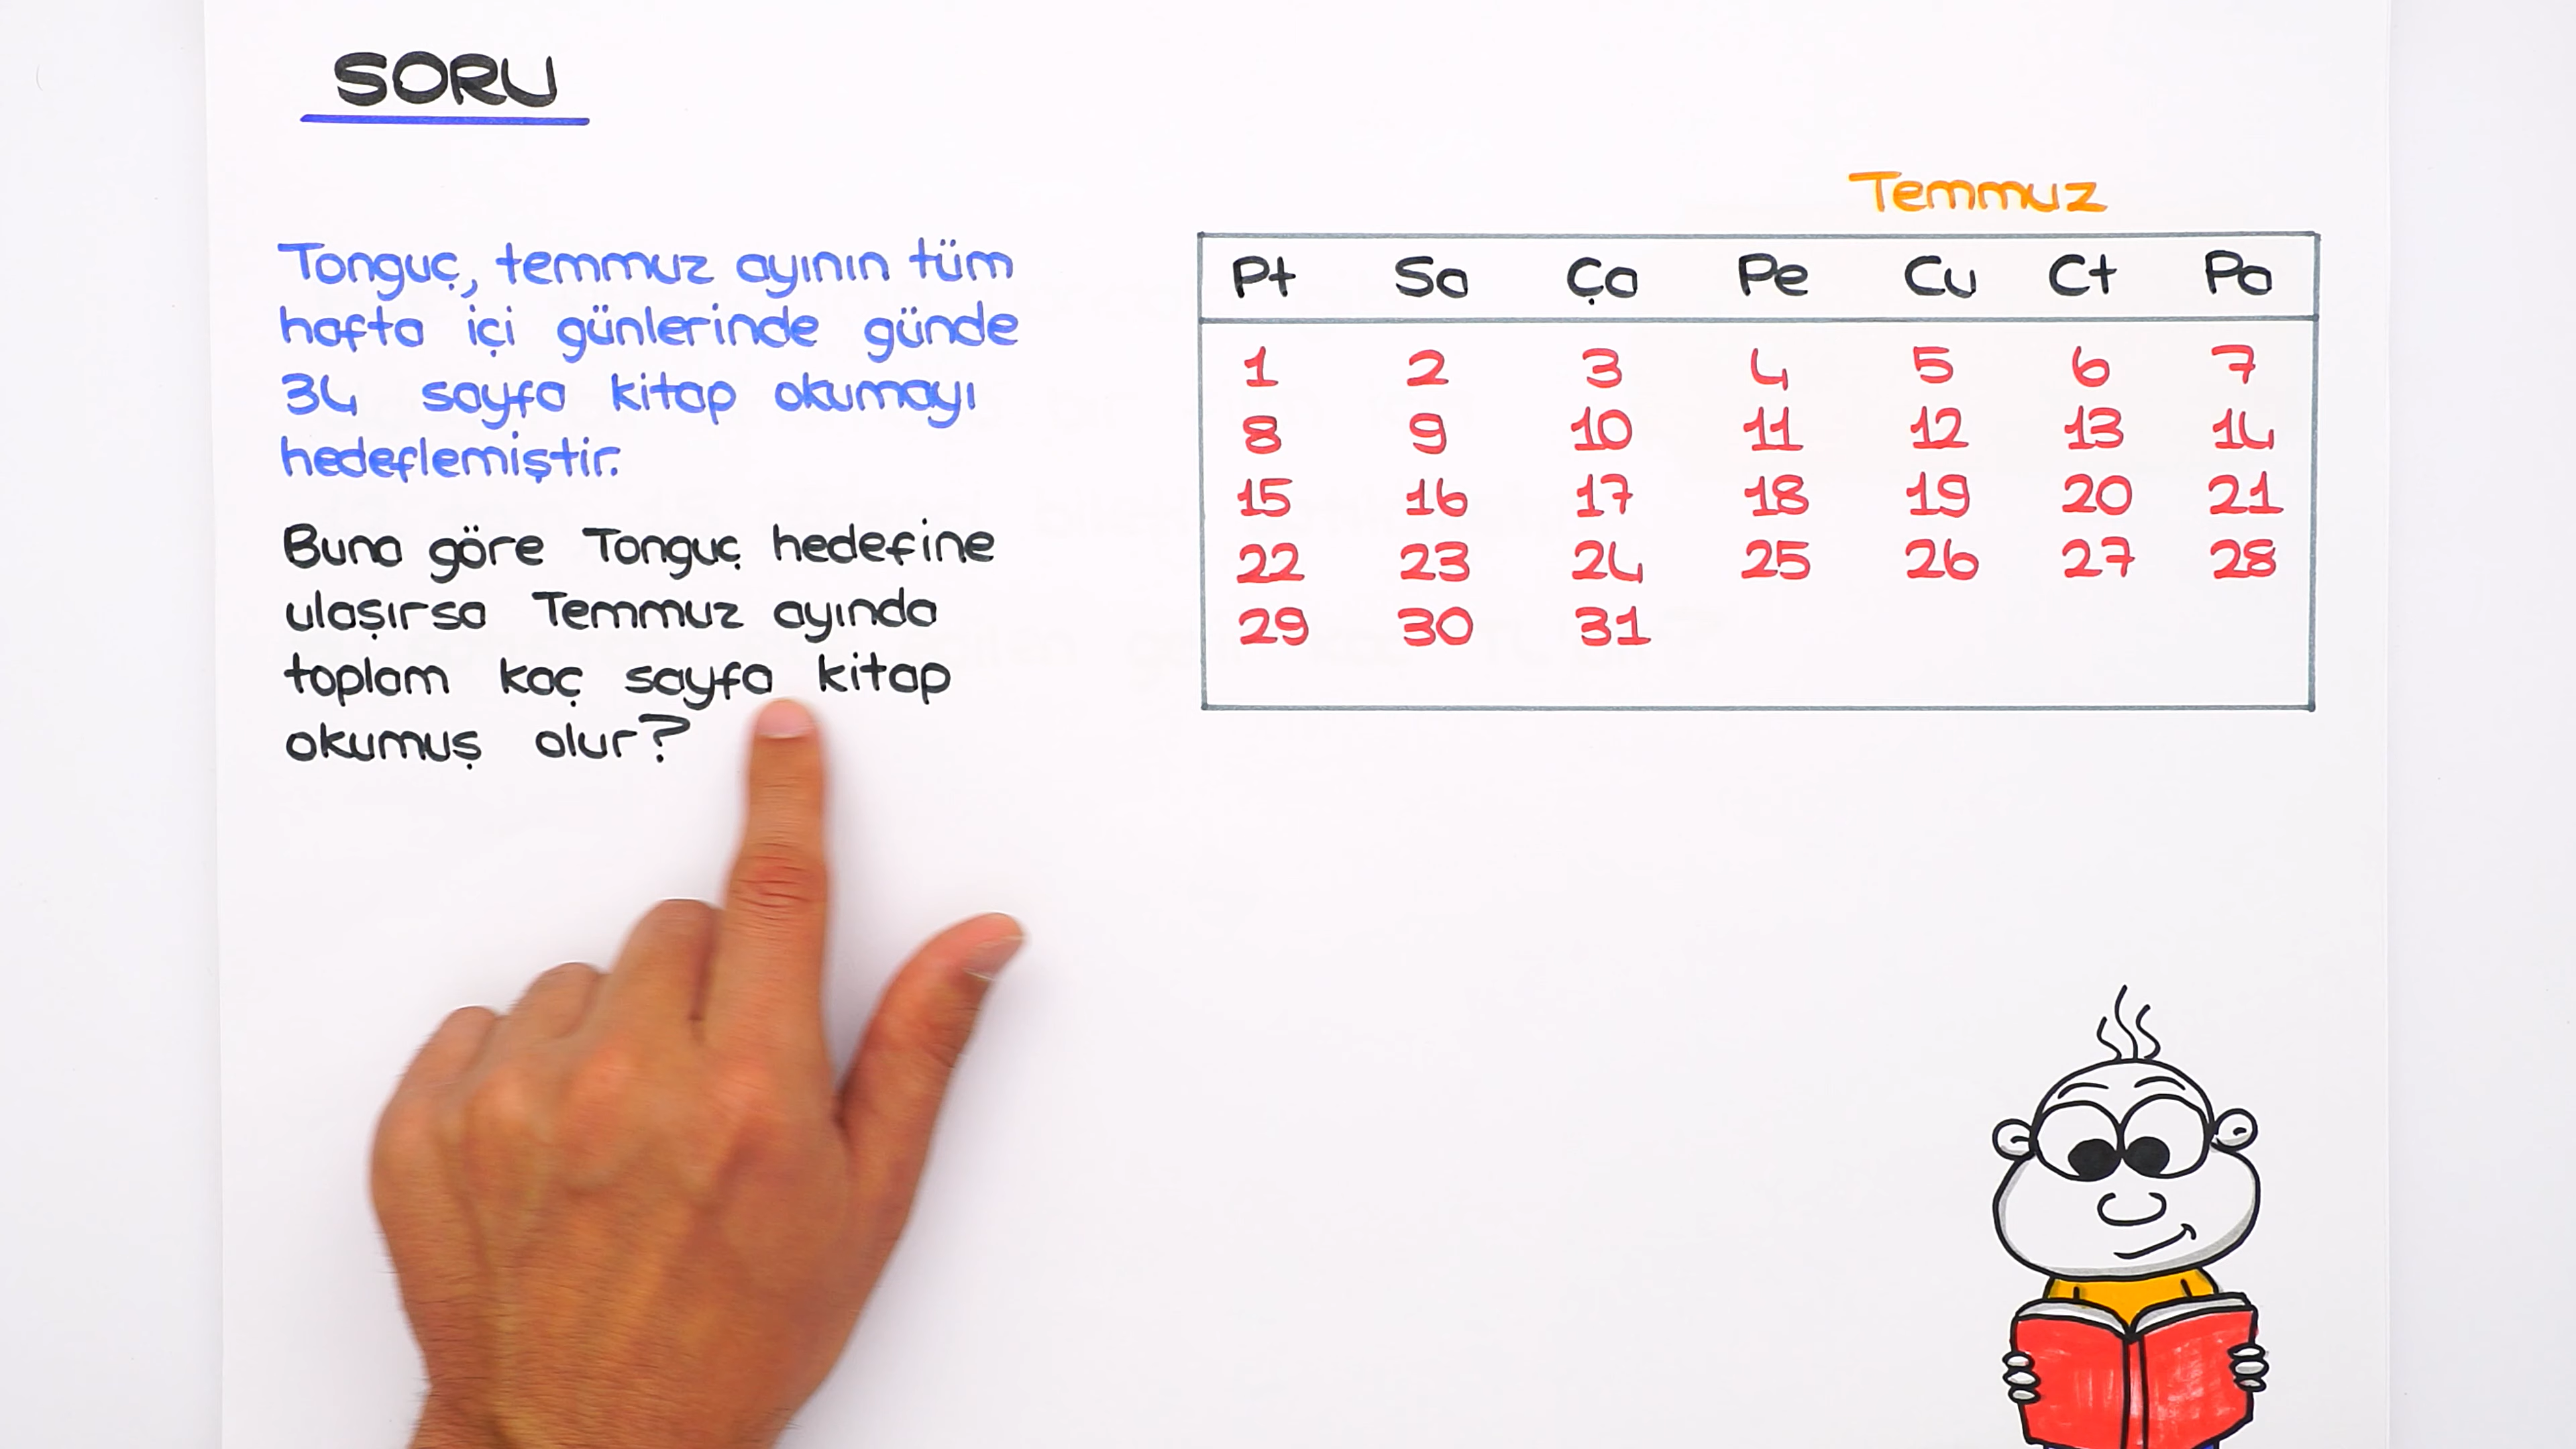 SORU
Tonguç, temmuz ayının tüm
hafta içi günlerinde günde
34 sayfa kitap okumayı
hedeflemiştir.
Buna göre Tonguç hedefine
ulaşırsa Temmuz ayında
toplam kaç sayfa kitap
okumuş olur?
Temmuz
Pt Sa Ça Pe Cu Ct Pa
1 2 3 4 5 6 7
8 9 10 11 12 13 14
15 16 17 18 19 20 21
22 23 24 25 26 27 28
29 30 31